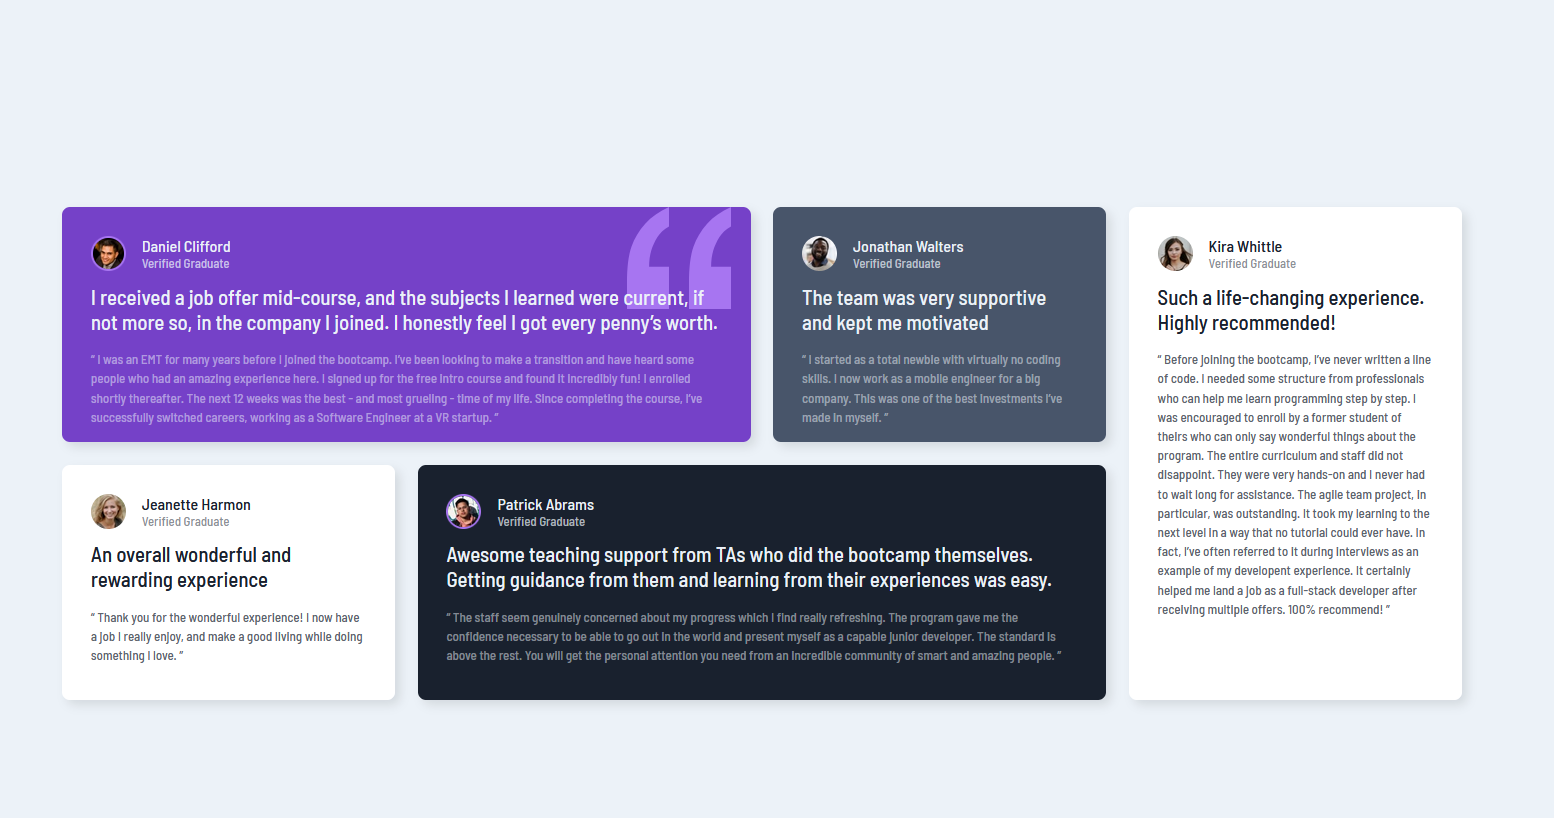 Daniel Clifford
Verified Graduate
I received a job offer mid-course, and the subjects I learned were current, if
not more so, in the company I joined. I honestly feel I got every penny’s worth.
“ I was an EMT for many years before I joined the bootcamp. I’ve been looking to make a transition and have heard some
people who had an amazing experience here. I signed up for the free intro course and found it incredibly fun! I enrolled
shortly thereafter. The next 12 weeks was the best - and most grueling - time of my life. Since completing the course, I’ve
successfully switched careers, working as a Software Engineer at a VR startup. ”
Jonathan Walters
Verified Graduate
The team was very supportive
and kept me motivated
“ I started as a total newbie with virtually no coding
skills. I now work as a mobile engineer for a big
company. This was one of the best investments I’ve
made in myself. ”
Kira Whittle
Verified Graduate
Such a life-changing experience.
Highly recommended!
“ Before joining the bootcamp, I’ve never written a line
of code. I needed some structure from professionals
who can help me learn programming step by step. I
was encouraged to enroll by a former student of
theirs who can only say wonderful things about the
program. The entire curriculum and staff did not
disappoint. They were very hands-on and I never had
to wait long for assistance. The agile team project, in
particular, was outstanding. It took my learning to the
next level in a way that no tutorial could ever have. In
fact, I’ve often referred to it during interviews as an
example of my developent experience. It certainly
helped me land a job as a full-stack developer after
receiving multiple offers. 100% recommend! ”
Jeanette Harmon
Verified Graduate
An overall wonderful and
rewarding experience
“ Thank you for the wonderful experience! I now have
a job I really enjoy, and make a good living while doing
something I love. ”
Patrick Abrams
Verified Graduate
Awesome teaching support from TAs who did the bootcamp themselves.
Getting guidance from them and learning from their experiences was easy.
“ The staff seem genuinely concerned about my progress which I find really refreshing. The program gave me the
confidence necessary to be able to go out in the world and present myself as a capable junior developer. The standard is
above the rest. You will get the personal attention you need from an incredible community of smart and amazing people. ”